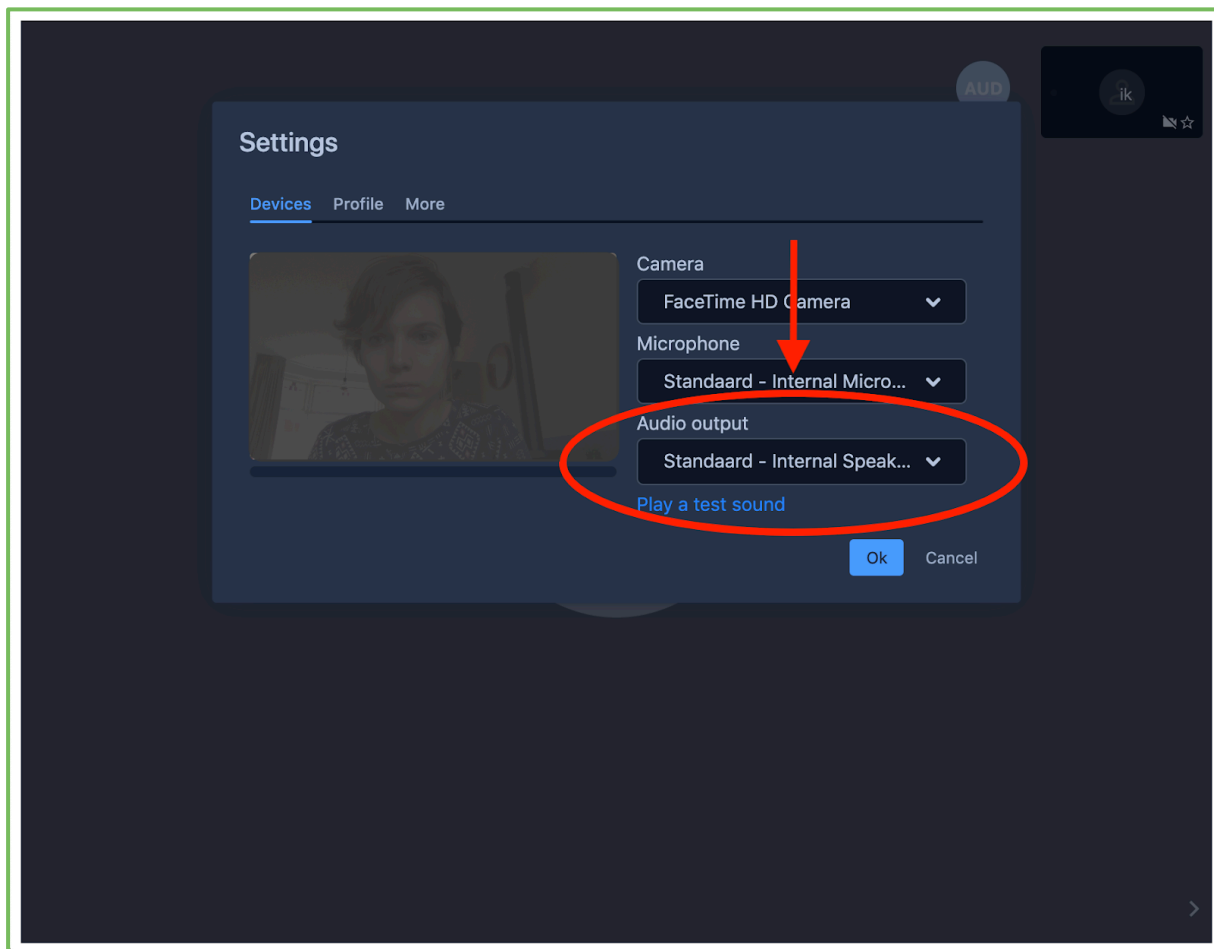 AUD
ik
Settings
Devices Profile More
Camera
FaceTime HD Camera
Microphone
Standaard - Internal Micro...
Audio output
Standaard - Internal Speak...
Play a test sound
Ok Cancel